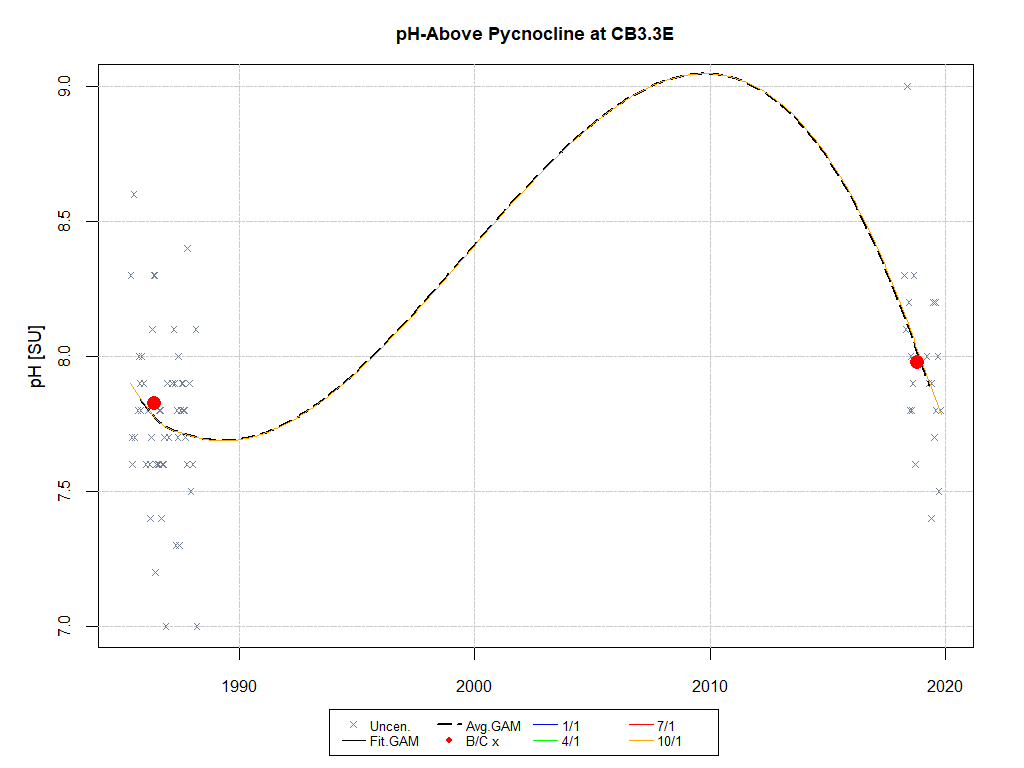 pH-Above Pycnocline at CB3.3E
pH [SU]
9.0
8.5
8.0
7.5
7.0
1990 2000 2010 2020
Uncen. Avg.GAM 1/1 7/1
Fit.GAM B/C x 4/1 10/1